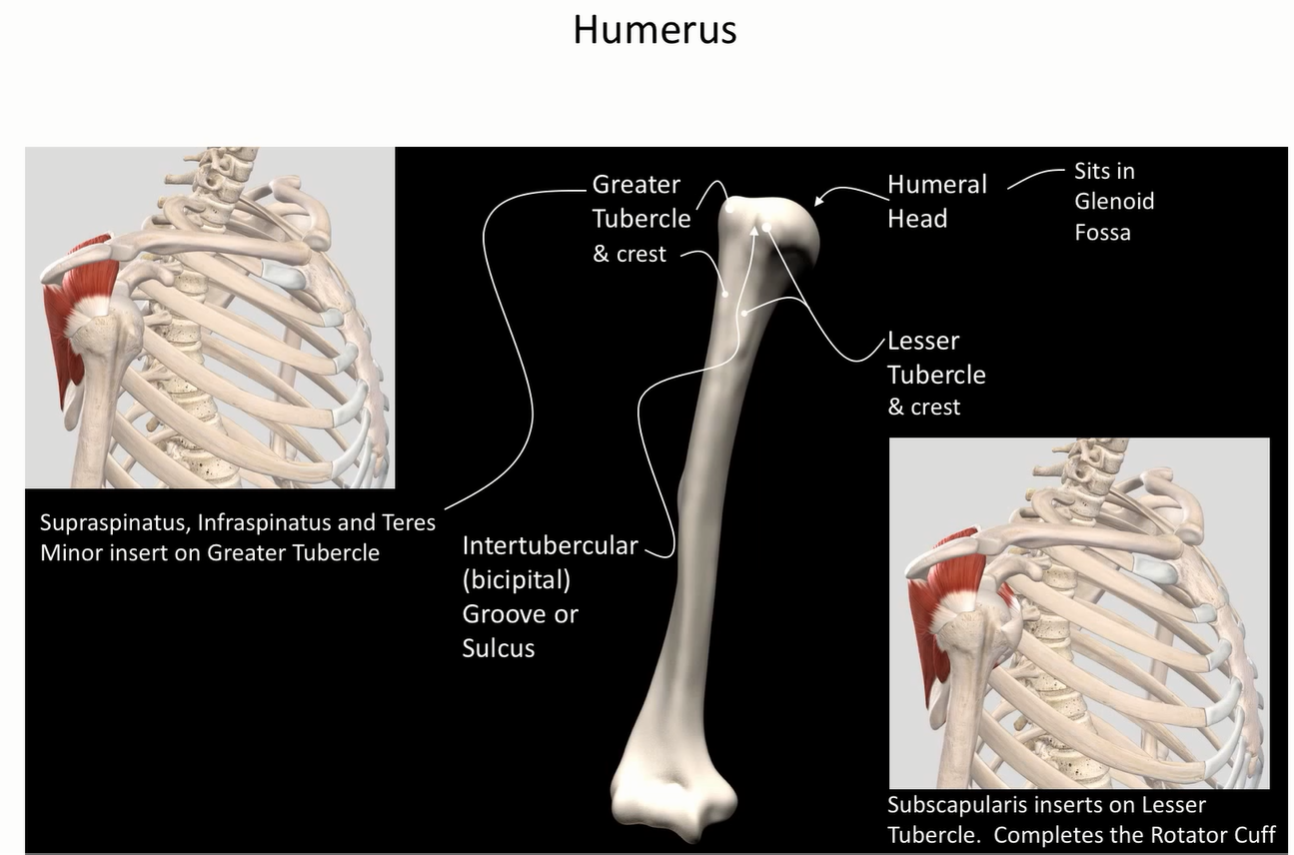 Humerus
Greater
Tubercle
& crest
Humeral
Head
Sits in
Glenoid
Fossa
Lesser
Tubercle
& crest
Supraspinatus, Infraspinatus and Teres
Minor insert on Greater Tubercle
Intertubercular
(bicipital)
Groove or
Sulcus
Subscapularis inserts on Lesser
Tubercle. Completes the Rotator Cuff